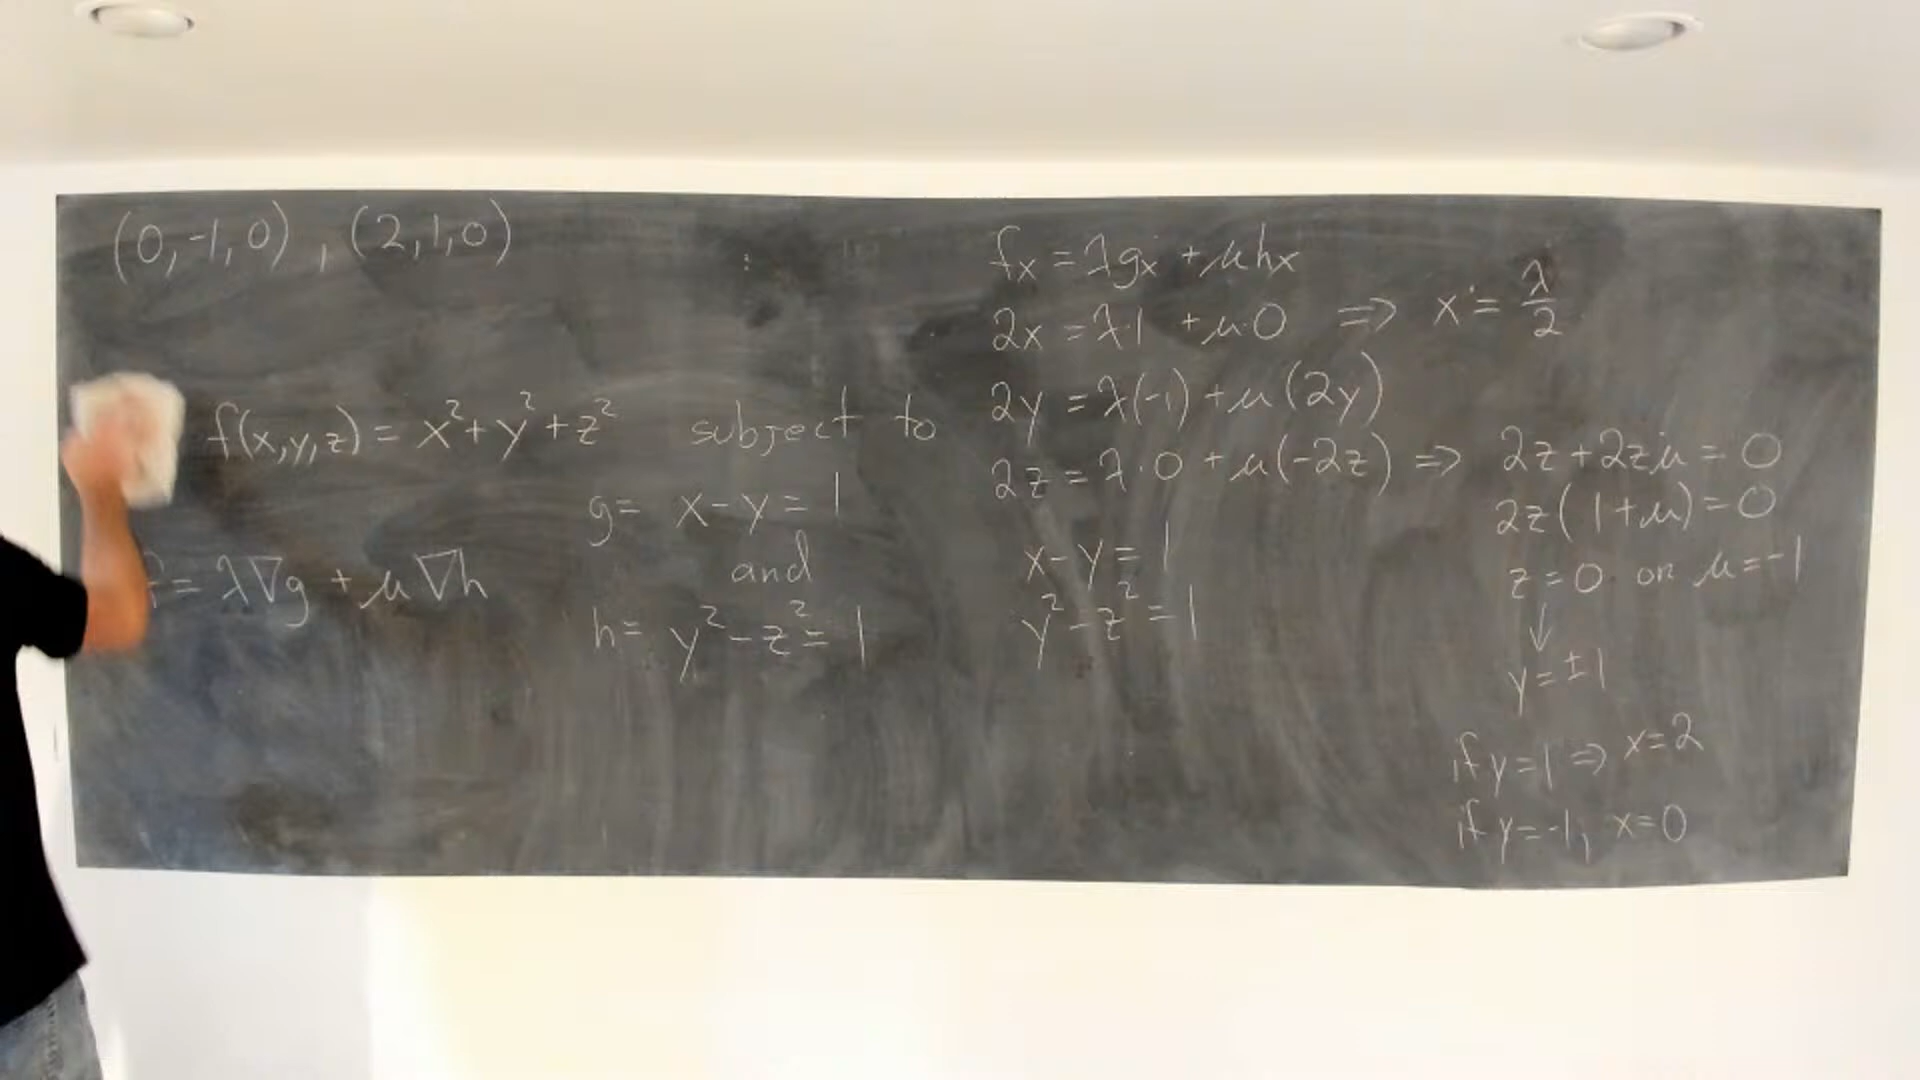 (0,-1,0) , (2,1,0)
f(x,y,z) = x²+y²+z² subject to
g= x-y=1
and
= λ∇g + μ∇h
h= y²-z²=1
fx = λgx + μhx
2x = λ·1 + μ·0 ⇒ x = λ/2
2y = λ(-1) + μ(2y)
2z = λ·0 + μ(-2z) ⇒ 2z+2zμ = 0
2z(1+μ)=0
x-y=1
z=0 or μ=-1
y²-z²=1
↓
y=±1
if y=1 ⇒ x=2
if y=-1, x=0